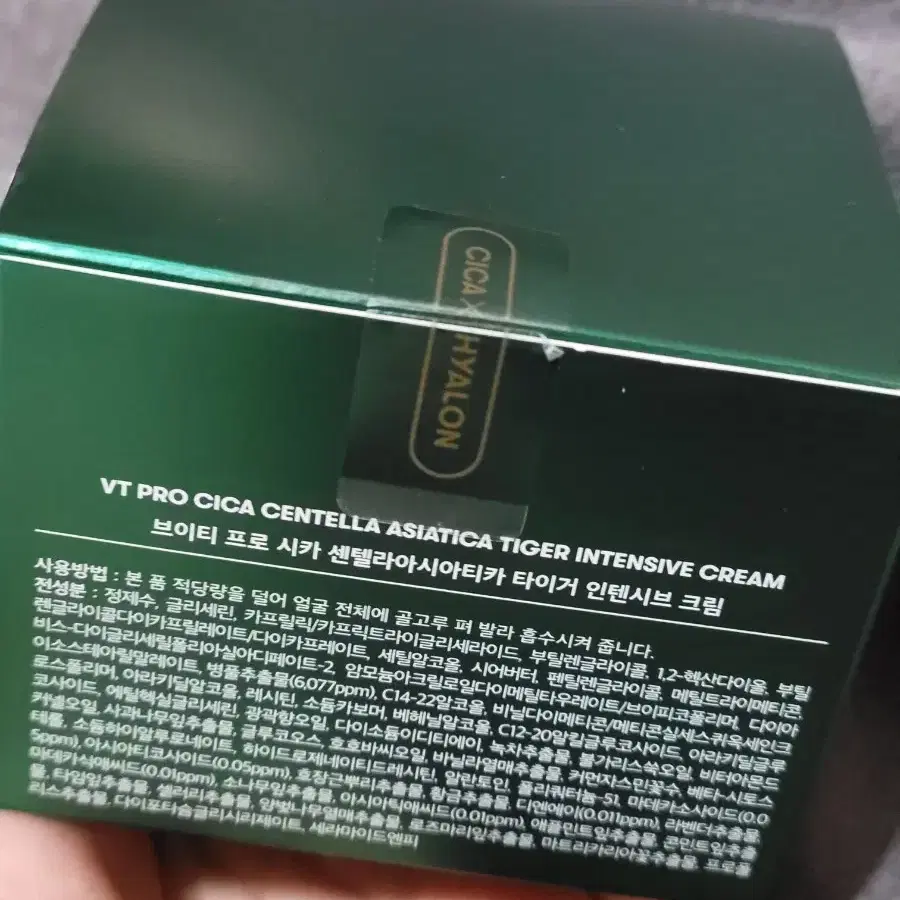 CICA X HYALON
VT PRO CICA CENTELLA ASIATICA TIGER INTENSIVE CREAM
브이티 프로 시카 센텔라아시아티카 타이거 인텐시브 크림
사용방법 : 본 품 적당량을 덜어 얼굴 전체에 골고루 펴 발라 흡수시켜 줍니다.
전성분 : 정제수, 글리세린, 카프릴릭/카프릭트라이글리세라이드, 부틸렌글라이콜, 1,2-헥산다이올, 부틸
렌글라이콜다이카프릴레이트/다이카프레이트, 세틸알코올, 시어버터, 펜틸렌글라이콜, 메틸트라이메티콘,
비스-다이글리세릴폴리아실아디페이트-2, 암모늄아크릴로일다이메틸타우레이트/브이피코폴리머, 다이아
이소스테아릴말레이트, 병풀추출물(6,077ppm), C14-22알코올, 비닐다이메티콘/메티콘실세스퀴옥세인크
로스폴리머, 아라키딜알코올, 레시틴, 소듐카보머, 베헤닐알코올, C12-20알킬글루코사이드, 아라키딜글루
코사이드, 에틸헥실글리세린, 광곽향오일, 다이소듐이디티에이, 녹차추출물, 불가리스쑥오일, 비터아몬드
커넬오일, 사과나무잎추출물, 글루코오스, 호호바씨오일, 바닐라열매추출물, 커먼자스민꽃수, 베타-시토스
테롤, 소듐하이알루로네이트, 하이드로제네이티드레시틴, 알란토인, 폴리쿼터늄-51, 마데카소사이드(0.0
5ppm), 아시아티코사이드(0.05ppm), 호장근뿌리추출물, 황금추출물, 디엔에이(0.011ppm), 라벤더추출물,
마데카식애씨드(0.01ppm), 소나무잎추출물, 아시아틱애씨드(0.01ppm), 애플민트잎추출물, 콘민트잎추출
물, 타임잎추출물, 셀러리추출물, 양벚나무열매추출물, 로즈마리잎추출물, 마트리카리아꽃추출물, 프로폴
리스추출물, 다이포타슘글리시리제이트, 세라마이드엔피